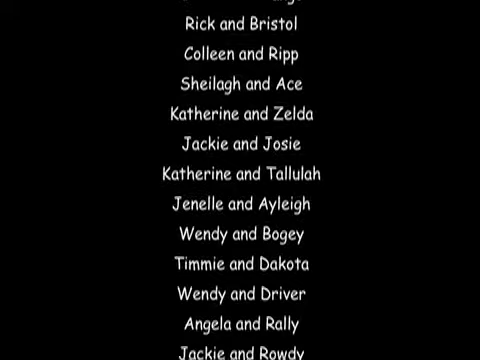 Rick and Bristol
Colleen and Ripp
Sheilagh and Ace
Katherine and Zelda
Jackie and Josie
Katherine and Tallulah
Jenelle and Ayleigh
Wendy and Bogey
Timmie and Dakota
Wendy and Driver
Angela and Rally
Jackie and Rowdy